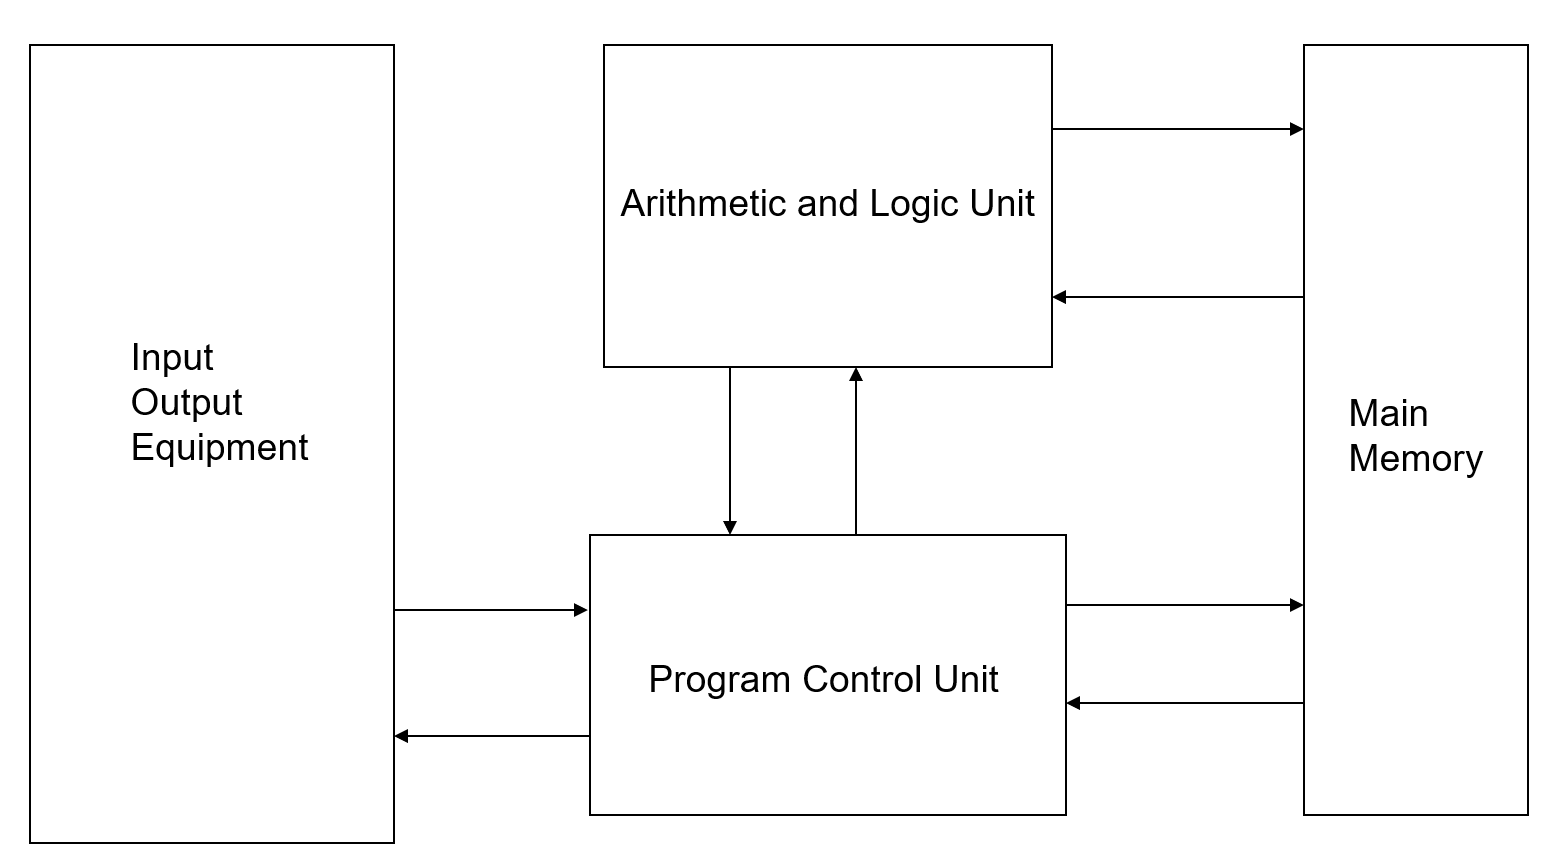 Arithmetic and Logic Unit
Input
Output
Equipment
Main
Memory
Program Control Unit